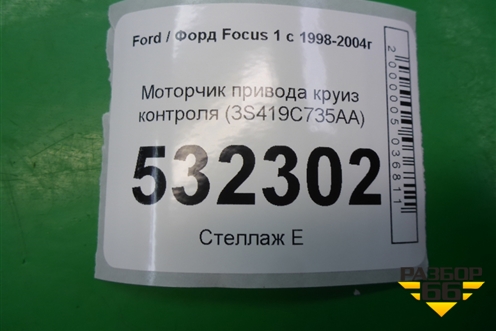 Ford / Форд Focus 1 с 1998-2004г
Моторчик привода круиз
контроля (3S419C735AA)
532302
Стеллаж Е
2000005036811
РАЗБОР
66